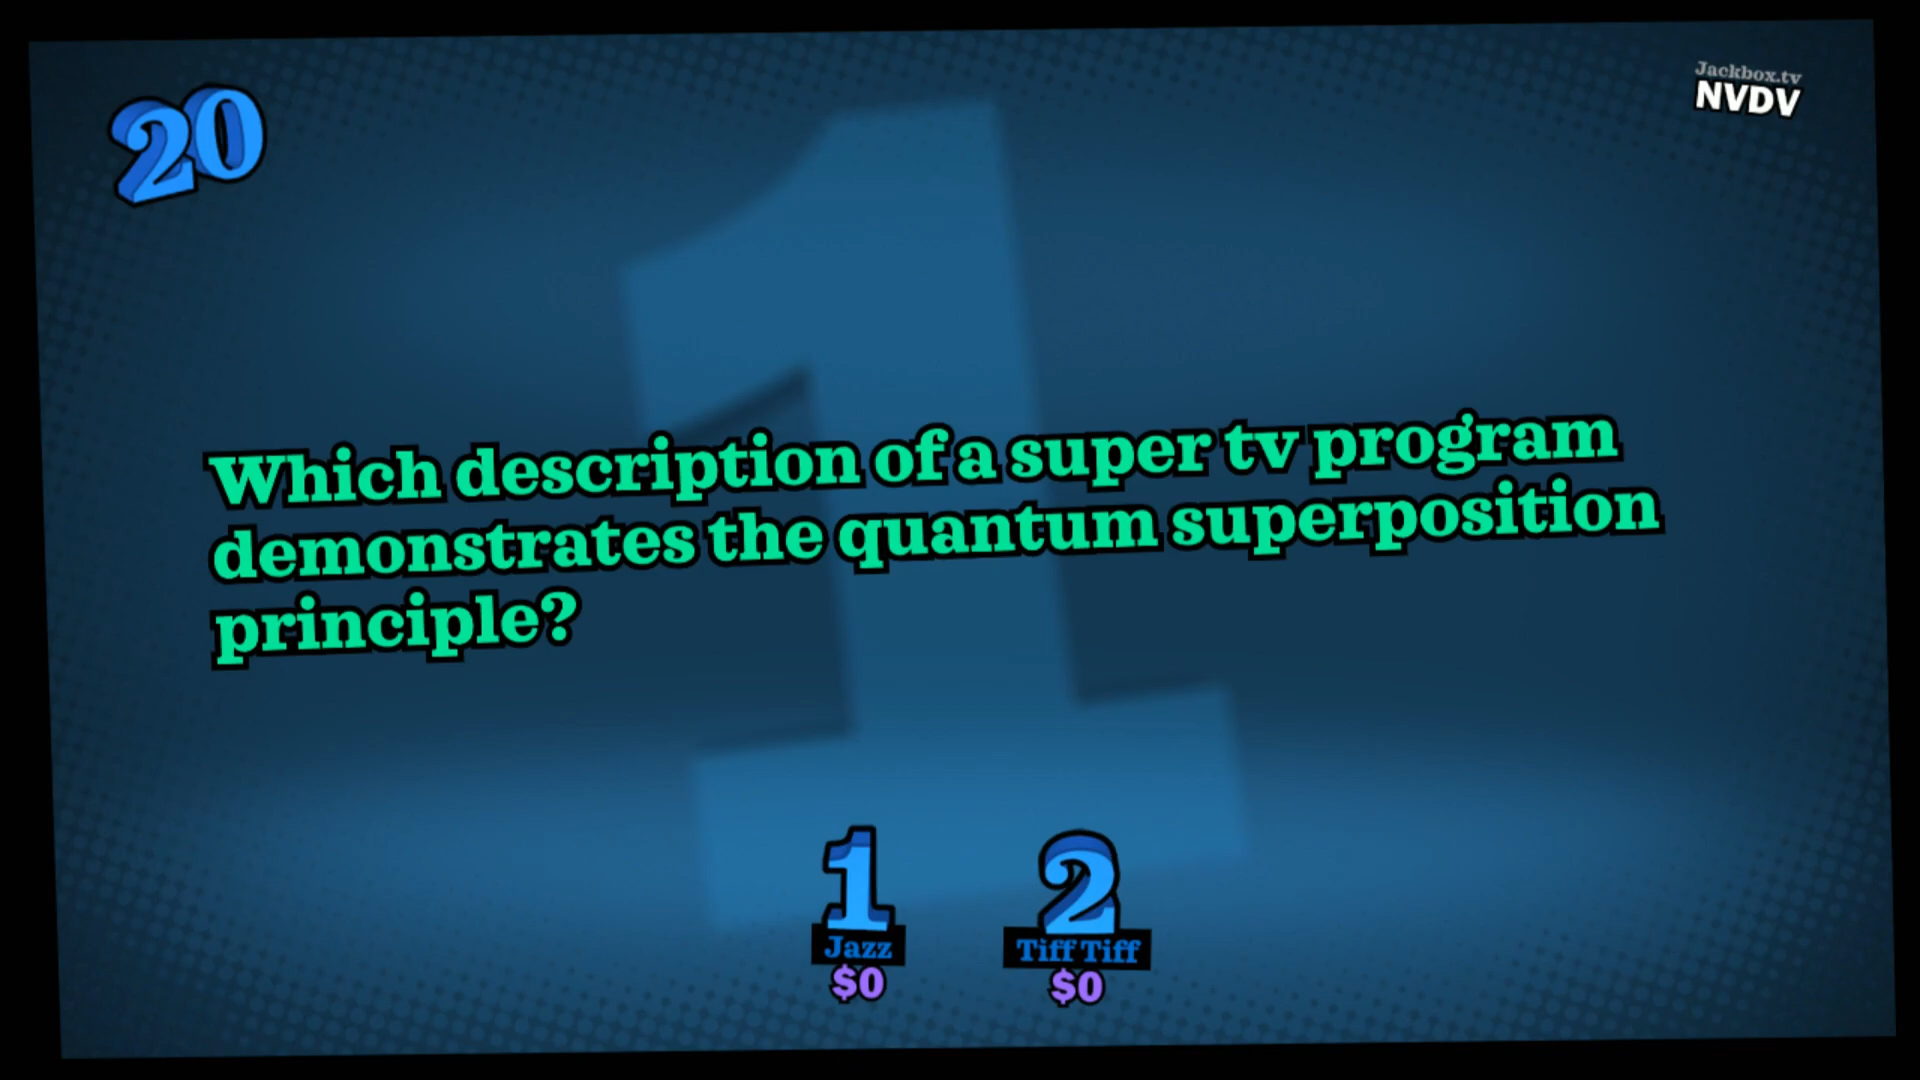 20
Jackbox.tv
NVDV
Which description of a super tv program
demonstrates the quantum superposition
principle?
1
Jazz
$0
2
Tiff Tiff
$0